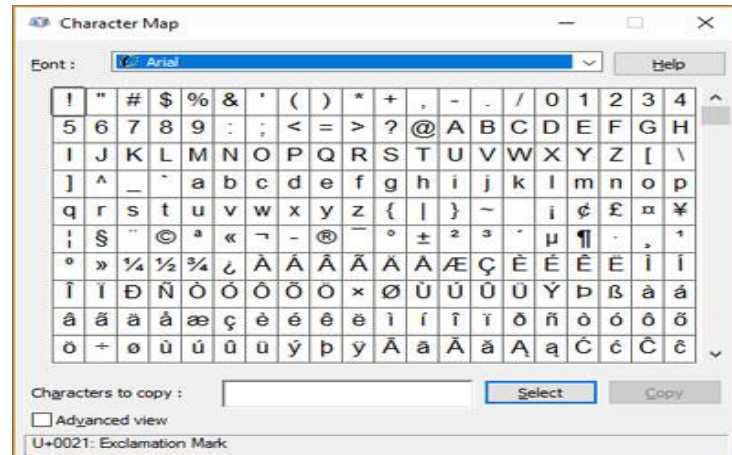 Character Map
Font : Arial Help
! " # $ % & ' ( ) * + , - . / 0 1 2 3 4
5 6 7 8 9 : ; < = > ? @ A B C D E F G H
I J K L M N O P Q R S T U V W X Y Z [ \
] ^ _ ` a b c d e f g h i j k l m n o p
q r s t u v w x y z { | } ~ ¡ ¢ £ ¤ ¥
¦ § ¨ © ª « ¬ - ® ¯ ° ± ² ³ ´ µ ¶ · ¸ ¹
º » ¼ ½ ¾ ¿ À Á Â Ã Ä Å Æ Ç È É Ê Ë Ì Í
Î Ï Ð Ñ Ò Ó Ô Õ Ö × Ø Ù Ú Û Ü Ý Þ ß à á
â ã ä å æ ç è é ê ë ì í î ï ð ñ ò ó ô õ
ö ÷ ø ù ú û ü ý þ ÿ Ā ā Ă ă Ą ą Ć ć Ĉ ĉ
Characters to copy : Select Copy
Advanced view
U+0021: Exclamation Mark